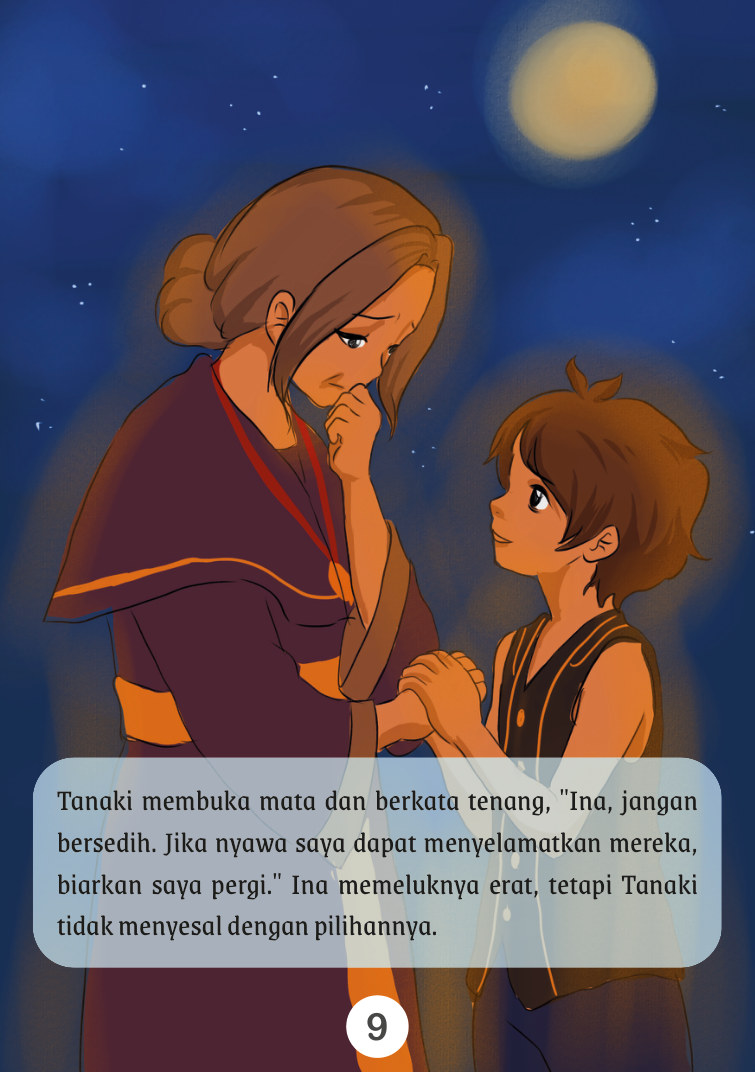 Tanaki membuka mata dan berkata tenang, "Ina, jangan
bersedih. Jika nyawa saya dapat menyelamatkan mereka,
biarkan saya pergi." Ina memeluknya erat, tetapi Tanaki
tidak menyesal dengan pilihannya.
9